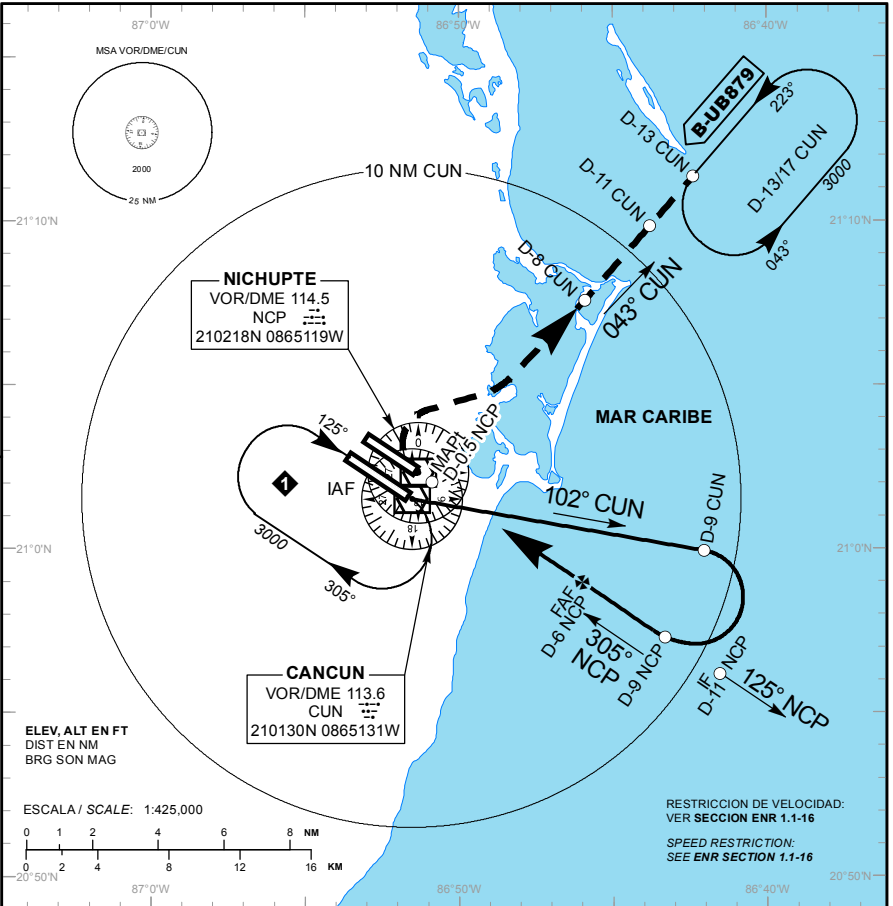 87°0'W
86°50'W
86°40'W
MSA VOR/DME/CUN
2000
25 NM
B-UB879
223°
D-13 CUN
D-13/17 CUN
3000
043°
10 NM CUN
D-11 CUN
21°10'N
21°10'N
D-8 CUN
043° CUN
NICHUPTE
VOR/DME 114.5
NCP
210218N 0865119W
MAR CARIBE
125°
1
IAF
3000
305°
0
18
MAPt
D-0.5 NCP
102° CUN
D-9 CUN
21°0'N
21°0'N
FAF
D-6 NCP
305°
NCP
D-9 NCP
IF
D-11 NCP
125° NCP
CANCUN
VOR/DME 113.6
CUN
210130N 0865131W
ELEV, ALT EN FT
DIST EN NM
BRG SON MAG
ESCALA / SCALE: 1:425,000
0 1 2 4 6 8 NM
0 2 4 8 12 16 KM
RESTRICCION DE VELOCIDAD:
VER SECCION ENR 1.1-16
SPEED RESTRICTION:
SEE ENR SECTION 1.1-16
20°50'N
20°50'N
87°0'W
86°50'W
86°40'W